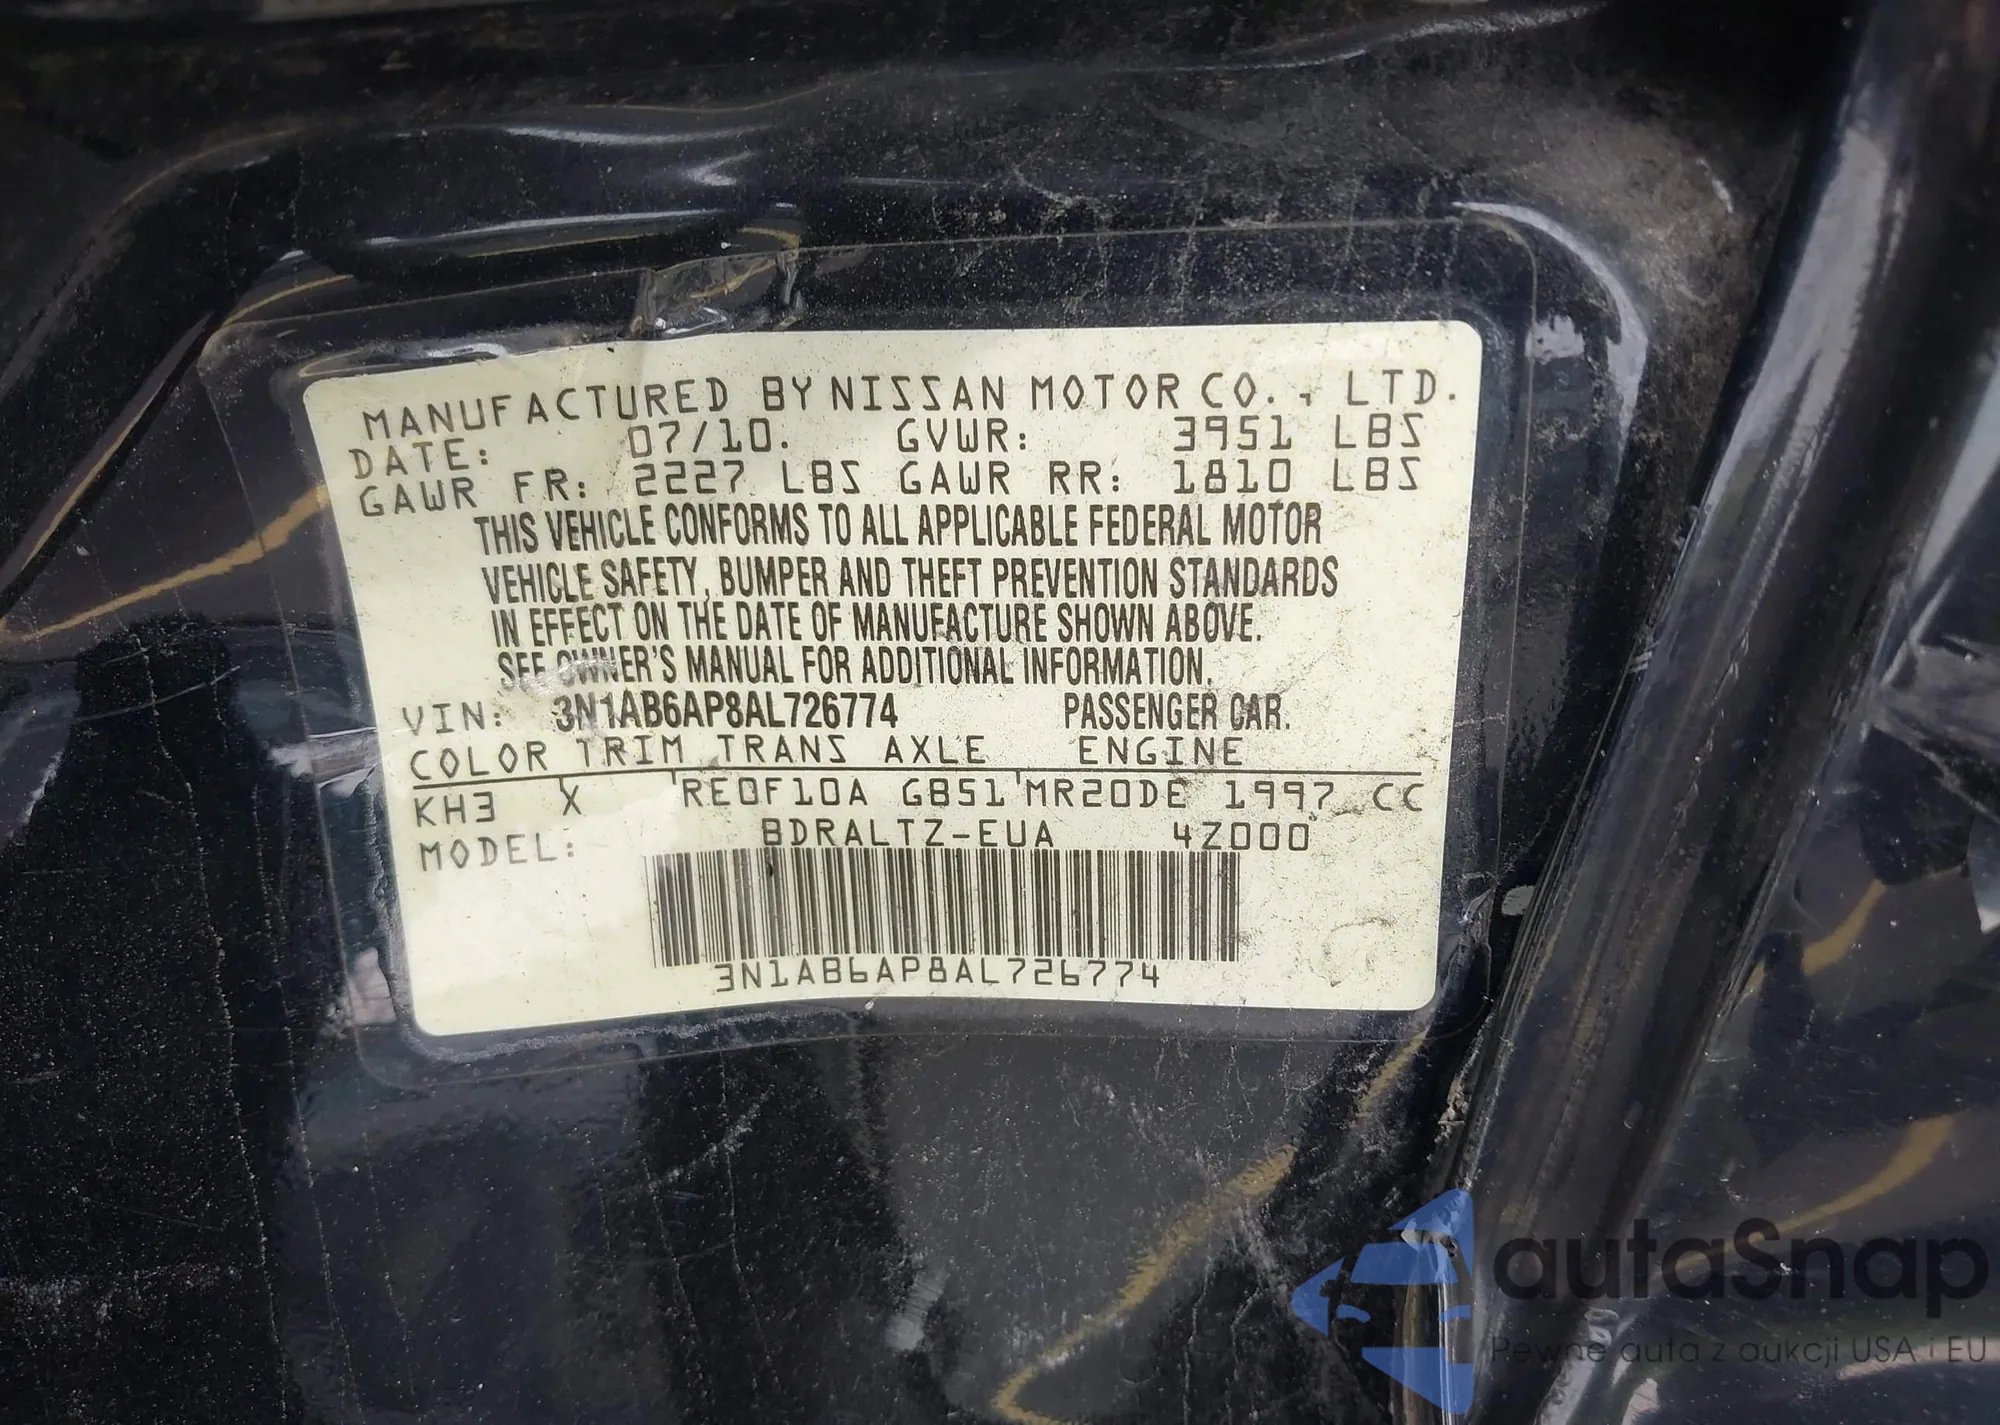 MANUFACTURED BY NISSAN MOTOR CO., LTD.
DATE: 07/10. GVWR: 3951 LBS
GAWR FR: 2227 LBS GAWR RR: 1810 LBS
THIS VEHICLE CONFORMS TO ALL APPLICABLE FEDERAL MOTOR
VEHICLE SAFETY, BUMPER AND THEFT PREVENTION STANDARDS
IN EFFECT ON THE DATE OF MANUFACTURE SHOWN ABOVE.
SEE OWNER'S MANUAL FOR ADDITIONAL INFORMATION.
VIN: 3N1AB6AP8AL726774 PASSENGER CAR.
COLOR TRIM TRANS AXLE ENGINE
KH3 X RE0F10A GB51 MR20DE 1997 CC
MODEL: BDRALTZ-EUA 4Z000
3N1AB6AP8AL726774
autaSnap
Pewne auta z aukcji USA i EU